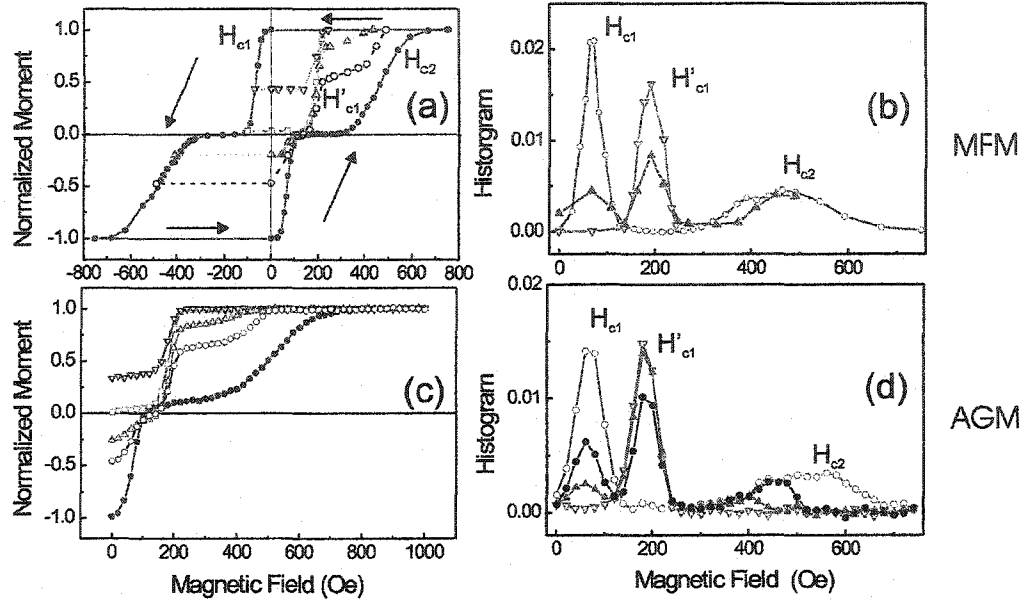 1.0
0.5
0.0
-0.5
-1.0
Normalized Moment
H_c1
H_c2
H'_c1
(a)
-800 -600 -400 -200 0 200 400 600 800
0.02
0.01
0.00
Historgram
H_c1
H'_c1
H_c2
(b)
0 200 400 600
MFM
1.0
0.5
0.0
-0.5
-1.0
Normalized Moment
(c)
0 200 400 600 800 1000
Magnetic Field (Oe)
0.02
0.01
0.00
Histogram
H_c1
H'_c1
H_c2
(d)
0 200 400 600
Magnetic Field (Oe)
AGM